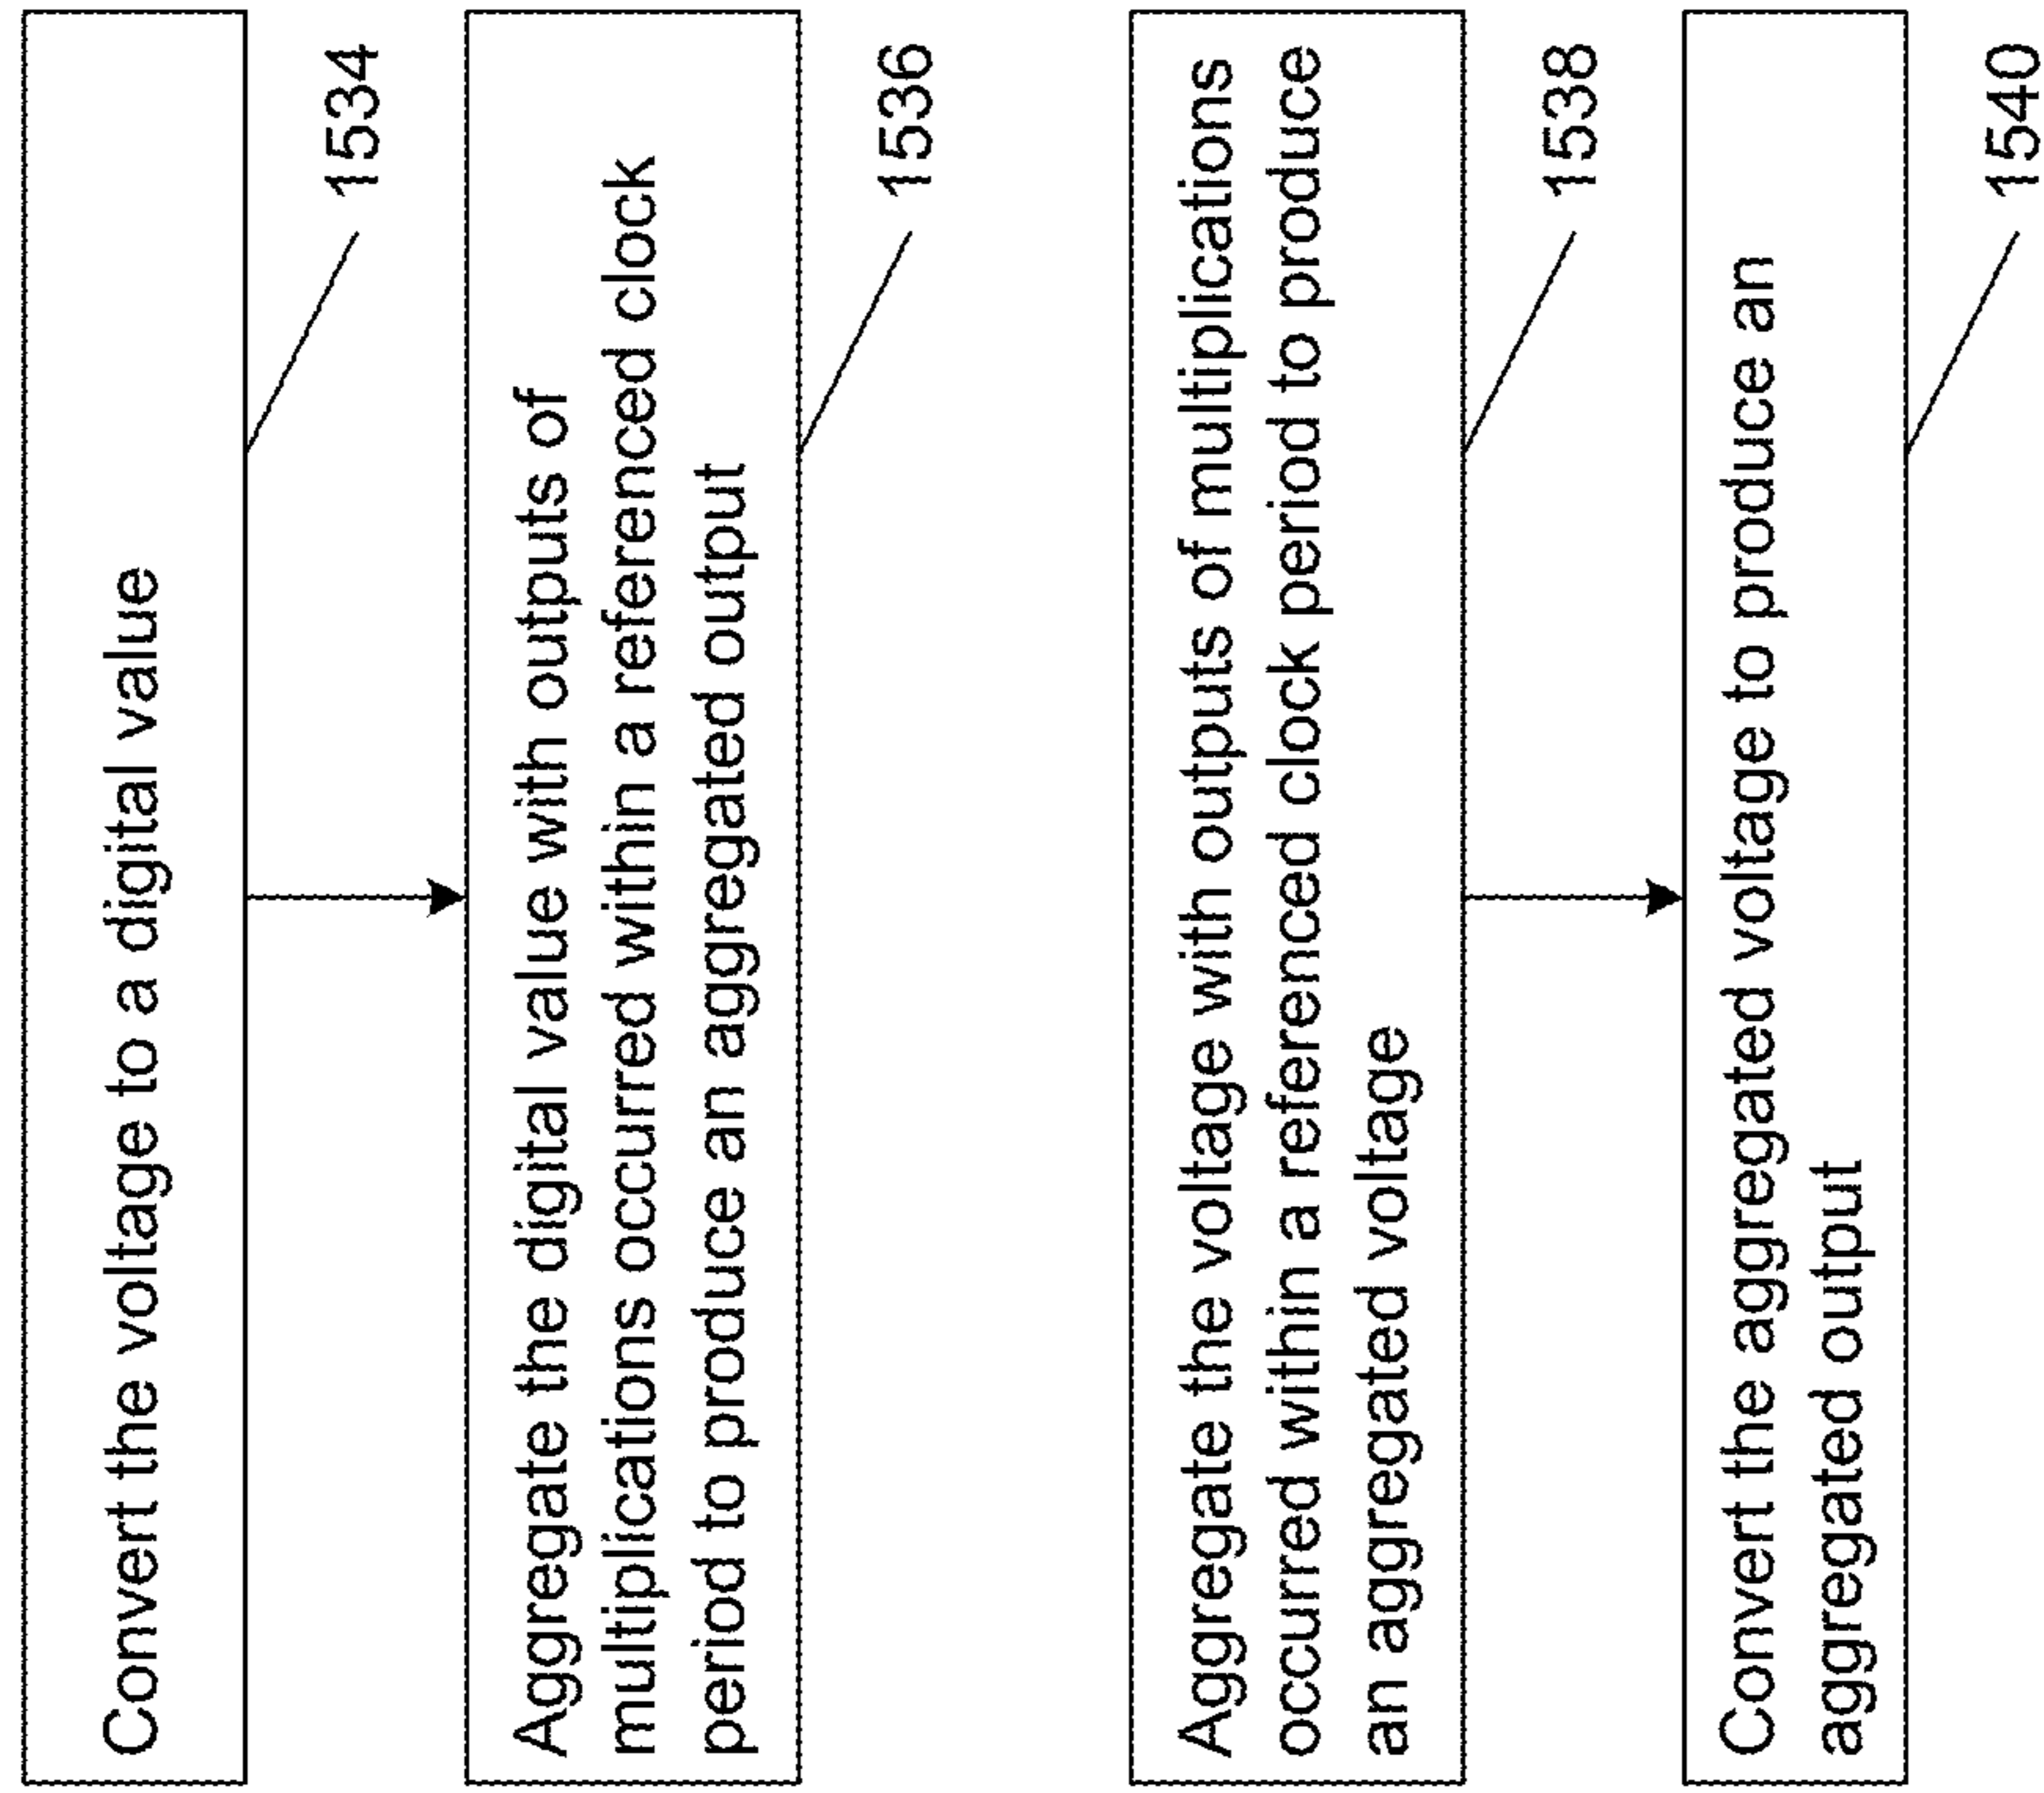 Convert the voltage to a digital value
1534
Aggregate the digital value with outputs of
multiplications occurred within a referenced clock
period to produce an aggregated output
1536
Aggregate the voltage with outputs of multiplications
occurred within a referenced clock period to produce
an aggregated voltage
1538
Convert the aggregated voltage to produce an
aggregated output
1540